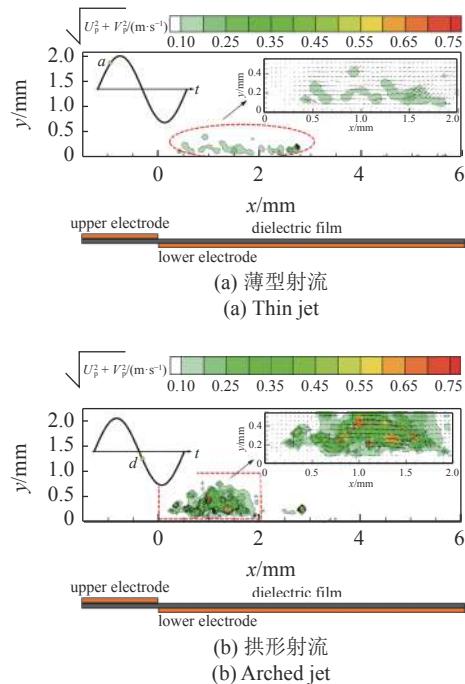 √U_p² + V_p²/(m·s⁻¹)
0.10 0.25 0.35 0.45 0.55 0.65 0.75
y/mm
2.0
1.5
1.0
0.5
0
a
t
y/mm
0.4
0.2
0
0 0.5 1.0 1.5 2.0
x/mm
0 2 4 6
x/mm
upper electrode
dielectric film
lower electrode
(a) 薄型射流
(a) Thin jet
√U_p² + V_p²/(m·s⁻¹)
0.10 0.25 0.35 0.45 0.55 0.65 0.75
y/mm
2.0
1.5
1.0
0.5
0
d
t
y/mm
0.4
0.2
0
0 0.5 1.0 1.5 2.0
x/mm
0 2 4 6
x/mm
upper electrode
dielectric film
lower electrode
(b) 拱形射流
(b) Arched jet